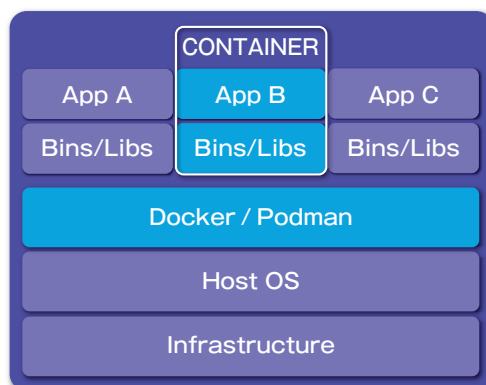 CONTAINER
App A App B App C
Bins/Libs Bins/Libs Bins/Libs
Docker / Podman
Host OS
Infrastructure